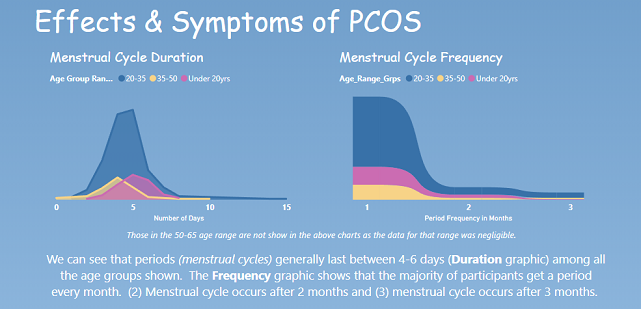 Effects & Symptoms of PCOS
Menstrual Cycle Duration
Age Group Ran... 20-35 35-50 Under 20yrs
0 5 10 15
Number of Days
Menstrual Cycle Frequency
Age_Range_Grps 20-35 35-50 Under 20yrs
1 2 3
Period Frequency in Months
Those in the 50-65 age range are not show in the above charts as the data for that range was negligible.
We can see that periods (menstrual cycles) generally last between 4-6 days (Duration graphic) among all
the age groups shown. The Frequency graphic shows that the majority of participants get a period
every month. (2) Menstrual cycle occurs after 2 months and (3) menstrual cycle occurs after 3 months.